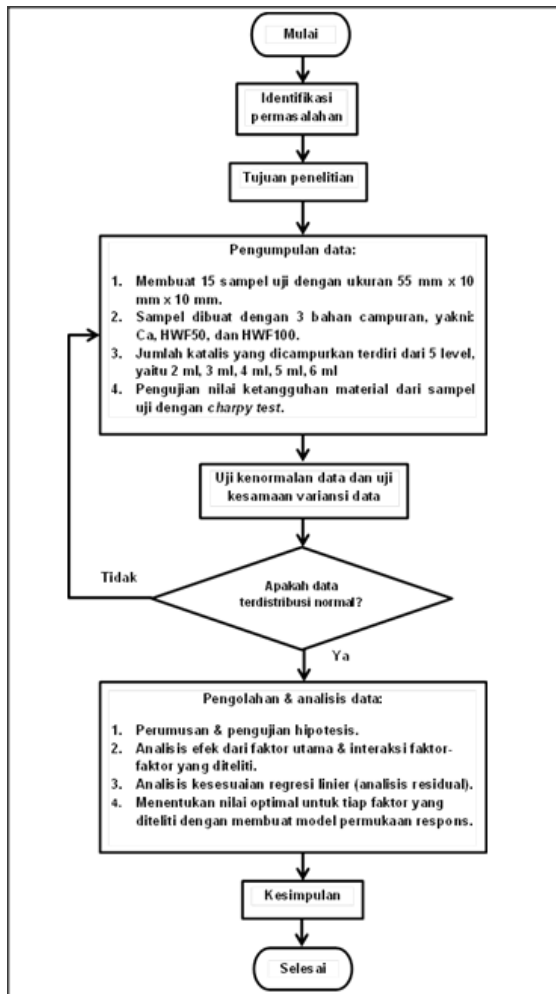 Mulai
Identifikasi
permasalahan
Tujuan penelitian
Pengumpulan data:
1. Membuat 15 sampel uji dengan ukuran 55 mm x 10
mm x 10 mm.
2. Sampel dibuat dengan 3 bahan campuran, yakni:
Ca, HWF50, dan HWF100.
3. Jumlah katalis yang dicampurkan terdiri dari 5 level,
yaitu 2 ml, 3 ml, 4 ml, 5 ml, 6 ml
4. Pengujian nilai ketangguhan material dari sampel
uji dengan charpy test.
Uji kenormalan data dan uji
kesamaan variansi data
Tidak
Apakah data
terdistribusi normal?
Ya
Pengolahan & analisis data:
1. Perumusan & pengujian hipotesis.
2. Analisis efek dari faktor utama & interaksi faktor-
faktor yang diteliti.
3. Analisis kesesuaian regresi linier (analisis residual).
4. Menentukan nilai optimal untuk tiap faktor yang
diteliti dengan membuat model permukaan respons.
Kesimpulan
Selesai